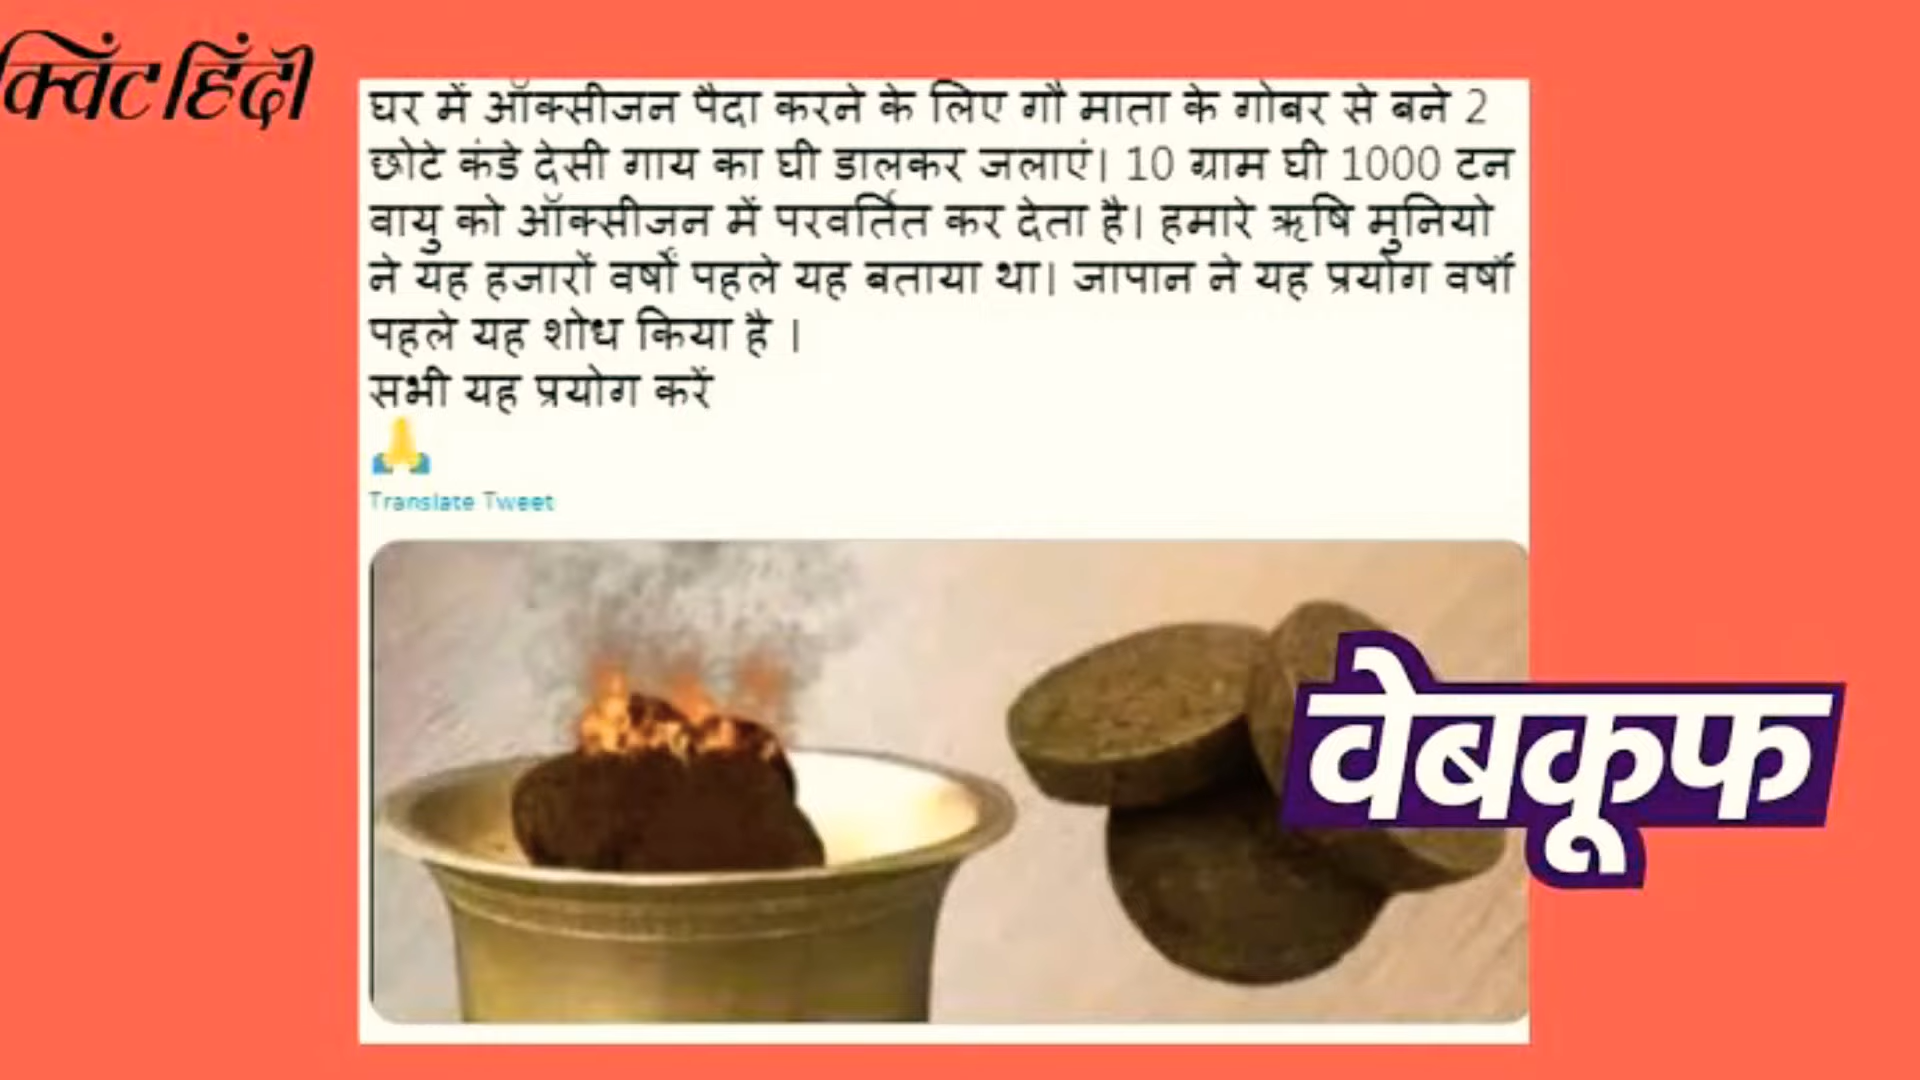 क्विंट हिंदी
घर में ऑक्सीजन पैदा करने के लिए गौ माता के गोबर से बने 2
छोटे कंडे देसी गाय का घी डालकर जलाएं। 10 ग्राम घी 1000 टन
वायु को ऑक्सीजन में परवर्तित कर देता है। हमारे ऋषि मुनियो
ने यह हजारों वर्षों पहले यह बताया था। जापान ने यह प्रयोग वर्षों
पहले यह शोध किया है ।
सभी यह प्रयोग करें
🙏
Translate Tweet
वेबकूफ